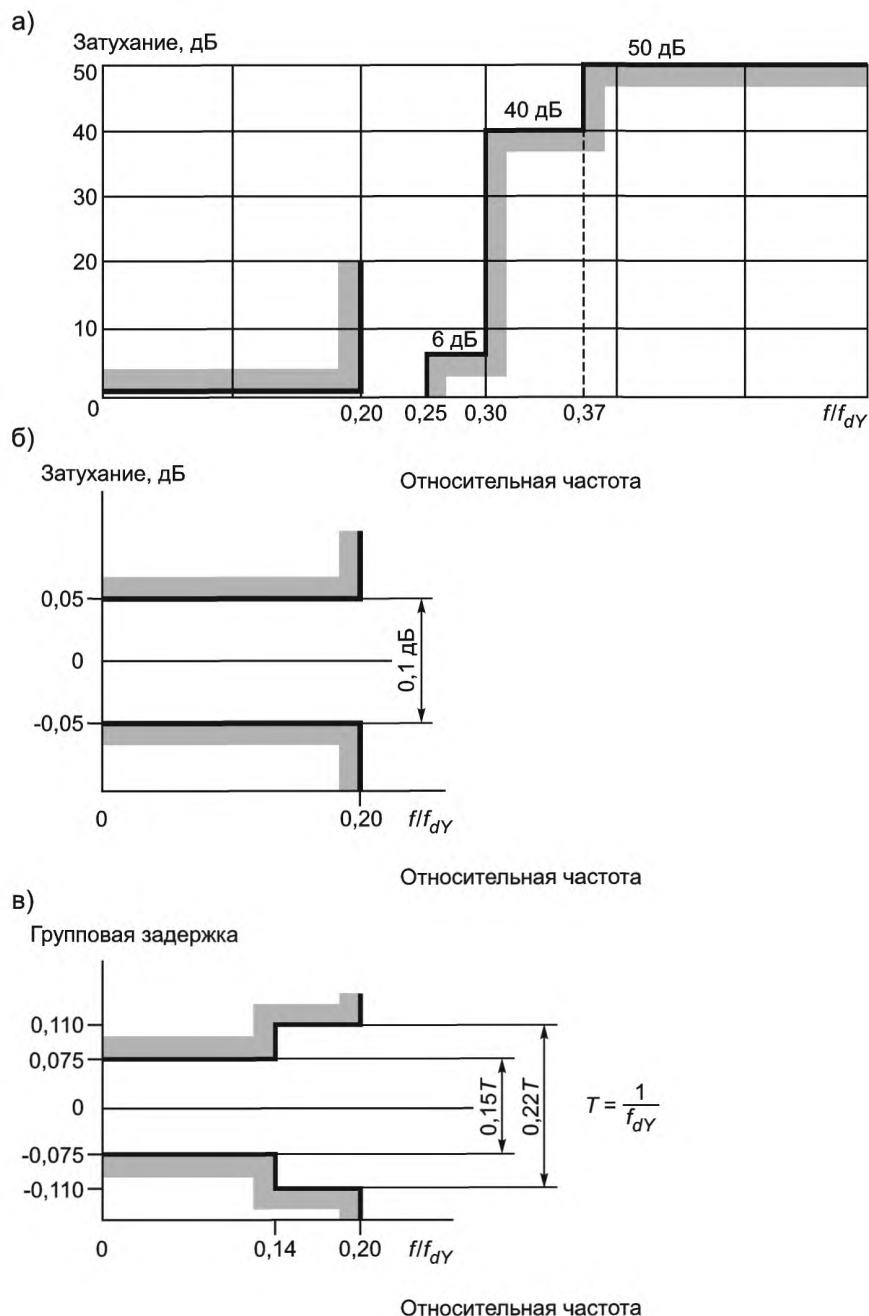 а)
Затухание, дБ
50
40
30
20
10
0
50 дБ
40 дБ
6 дБ
0,20 0,25 0,30 0,37 f/f_dY
Относительная частота
б)
Затухание, дБ
0,05
0
-0,05
0,1 дБ
0 0,20 f/f_dY
Относительная частота
в)
Групповая задержка
0,110
0,075
0
-0,075
-0,110
0,15T
0,22T
T = 1/f_dY
0 0,14 0,20 f/f_dY
Относительная частота